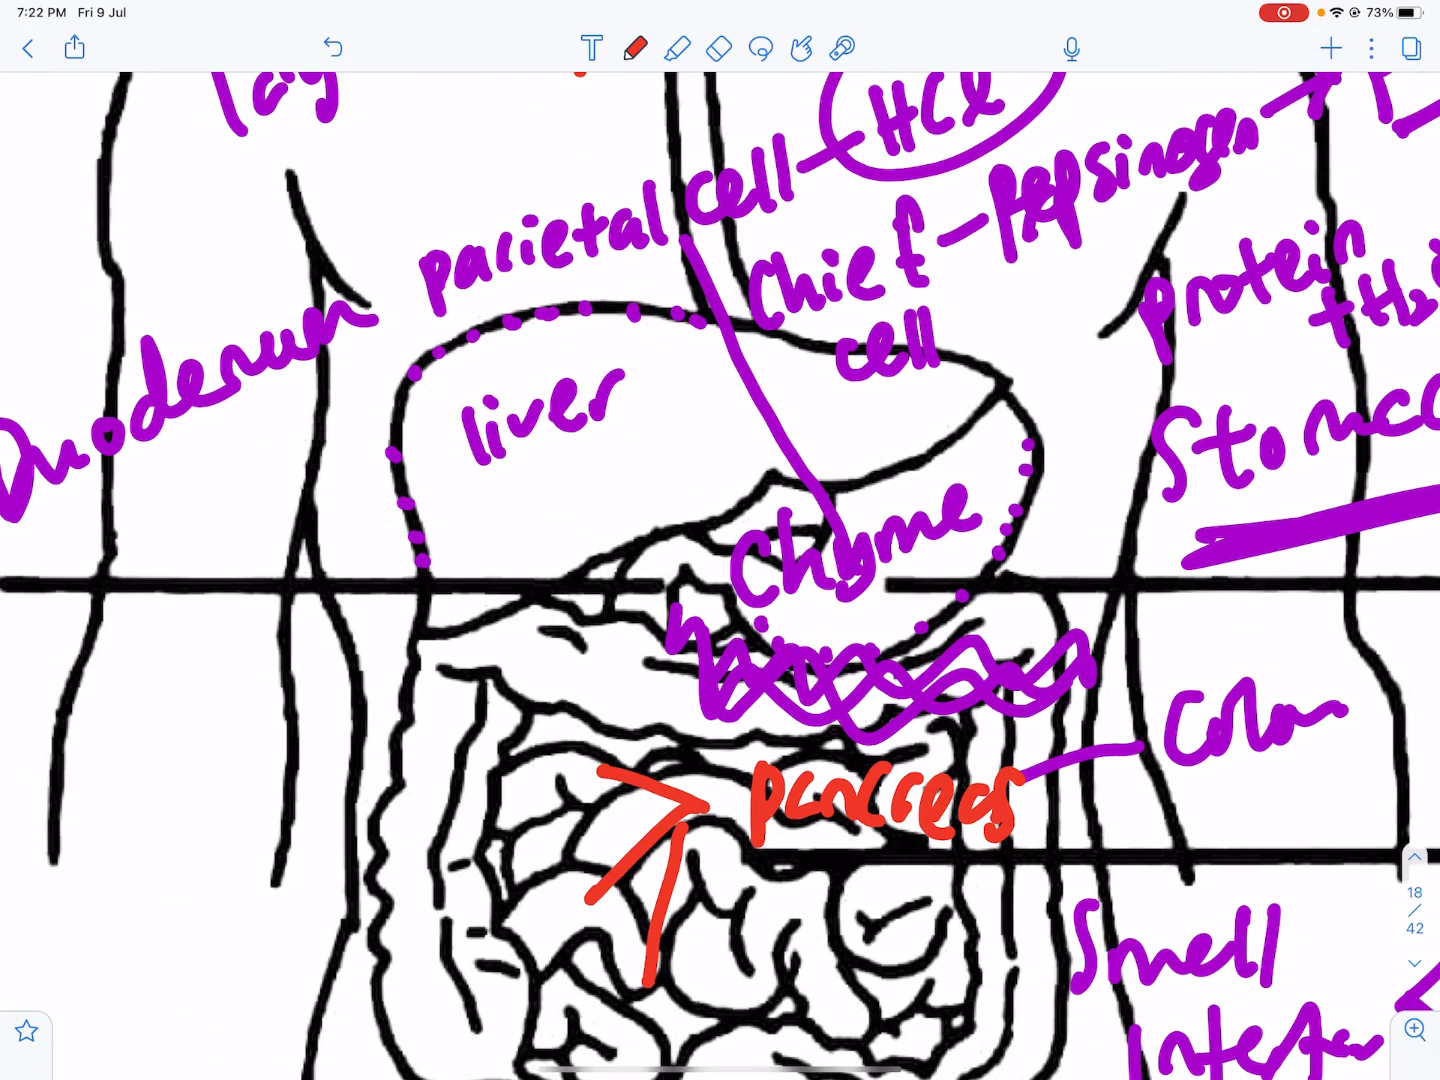 7:22 PM Fri 9 Jul
73%
parietal cell — HCl
Chief — pepsinogen →
cell
protein
Duodenum
liver
Chyme
Colon
pancreas
18
/
42
Small